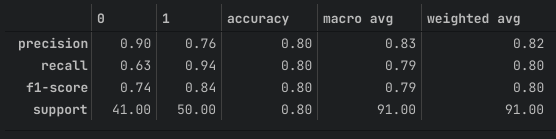 0 1 accuracy macro avg weighted avg
precision 0.90 0.76 0.80 0.83 0.82
recall 0.63 0.94 0.80 0.79 0.80
f1-score 0.74 0.84 0.80 0.79 0.80
support 41.00 50.00 0.80 91.00 91.00